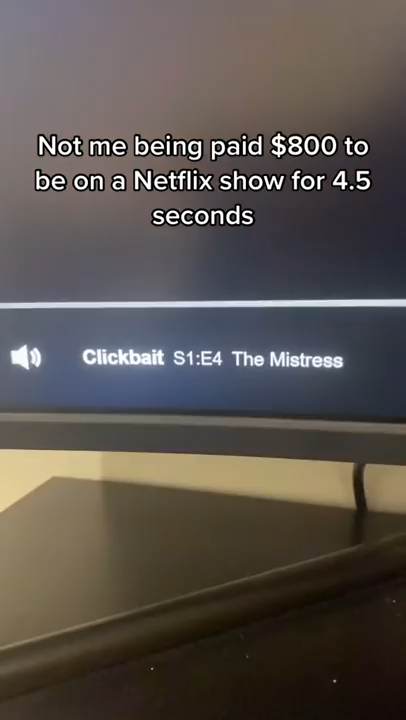 Not me being paid $800 to
be on a Netflix show for 4.5
seconds
Clickbait S1:E4 The Mistress